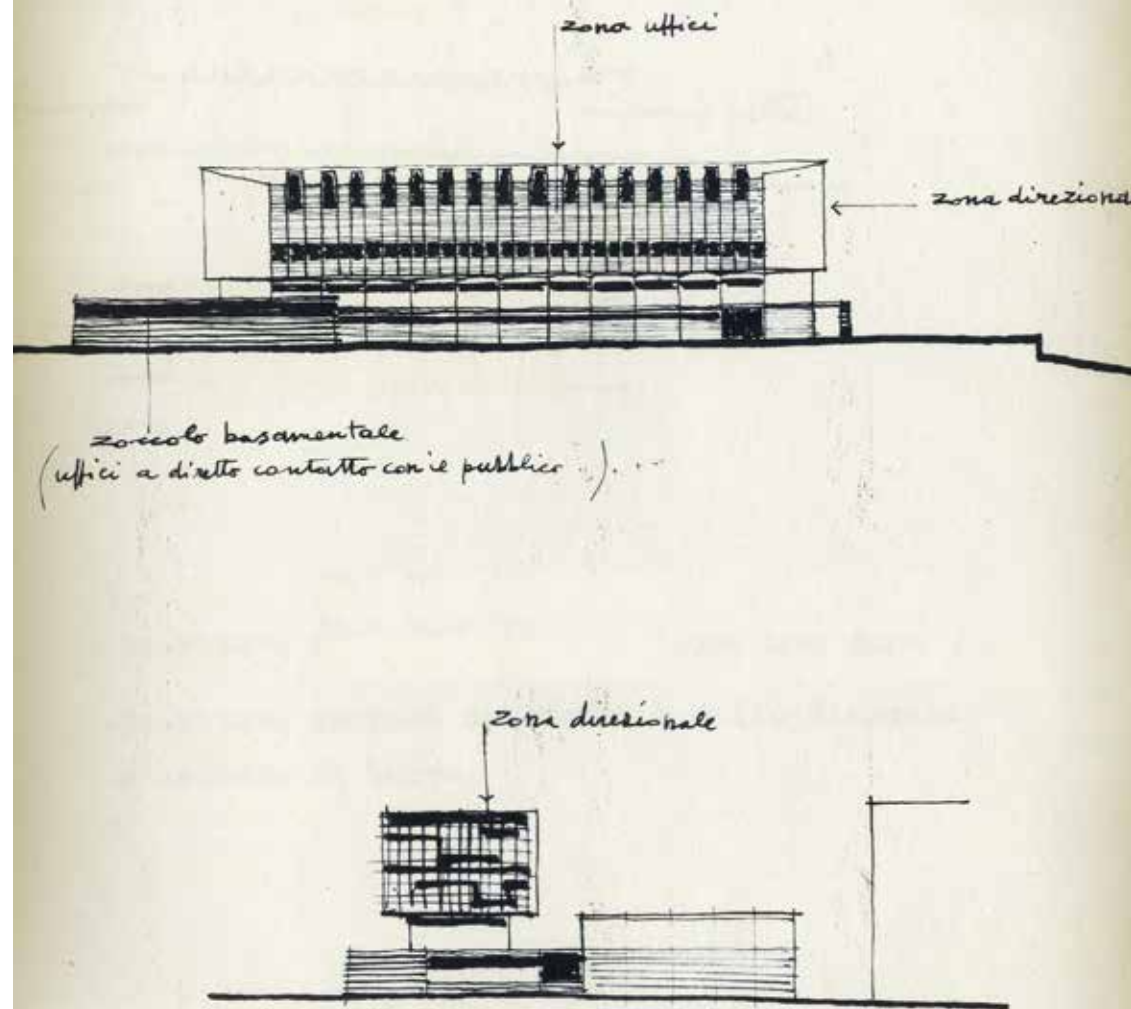 zona uffici
zona direziona
zoccolo basamentale
(uffici a diretto contatto con il pubblico ..). ...
zona direzionale